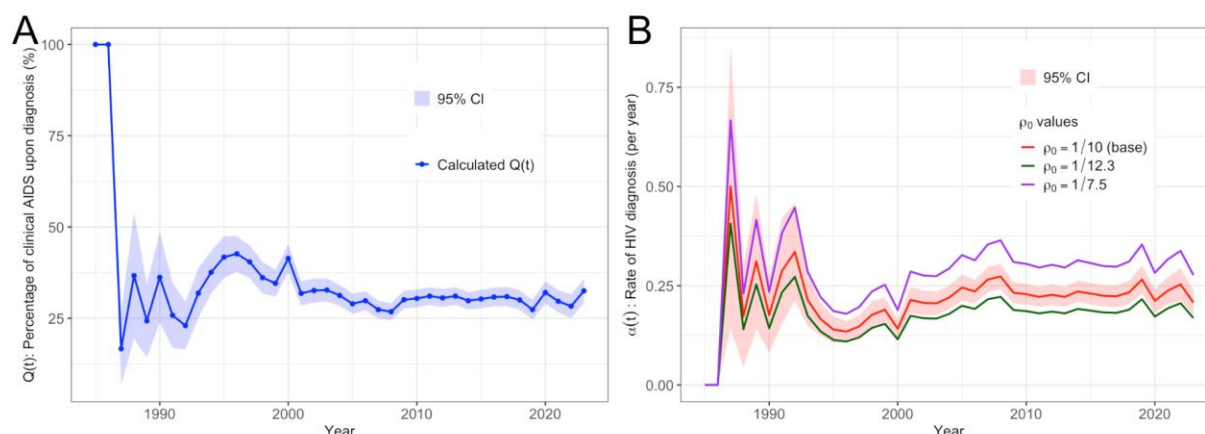 A
Q(t): Percentage of clinical AIDS upon diagnosis (%)
100
75
50
25
95% CI
Calculated Q(t)
1990
2000
2010
2020
Year
B
α(t) : Rate of HIV diagnosis (per year)
0.75
0.50
0.25
0.00
95% CI
ρ₀ values
ρ₀ = 1/10 (base)
ρ₀ = 1/12.3
ρ₀ = 1/7.5
1990
2000
2010
2020
Year